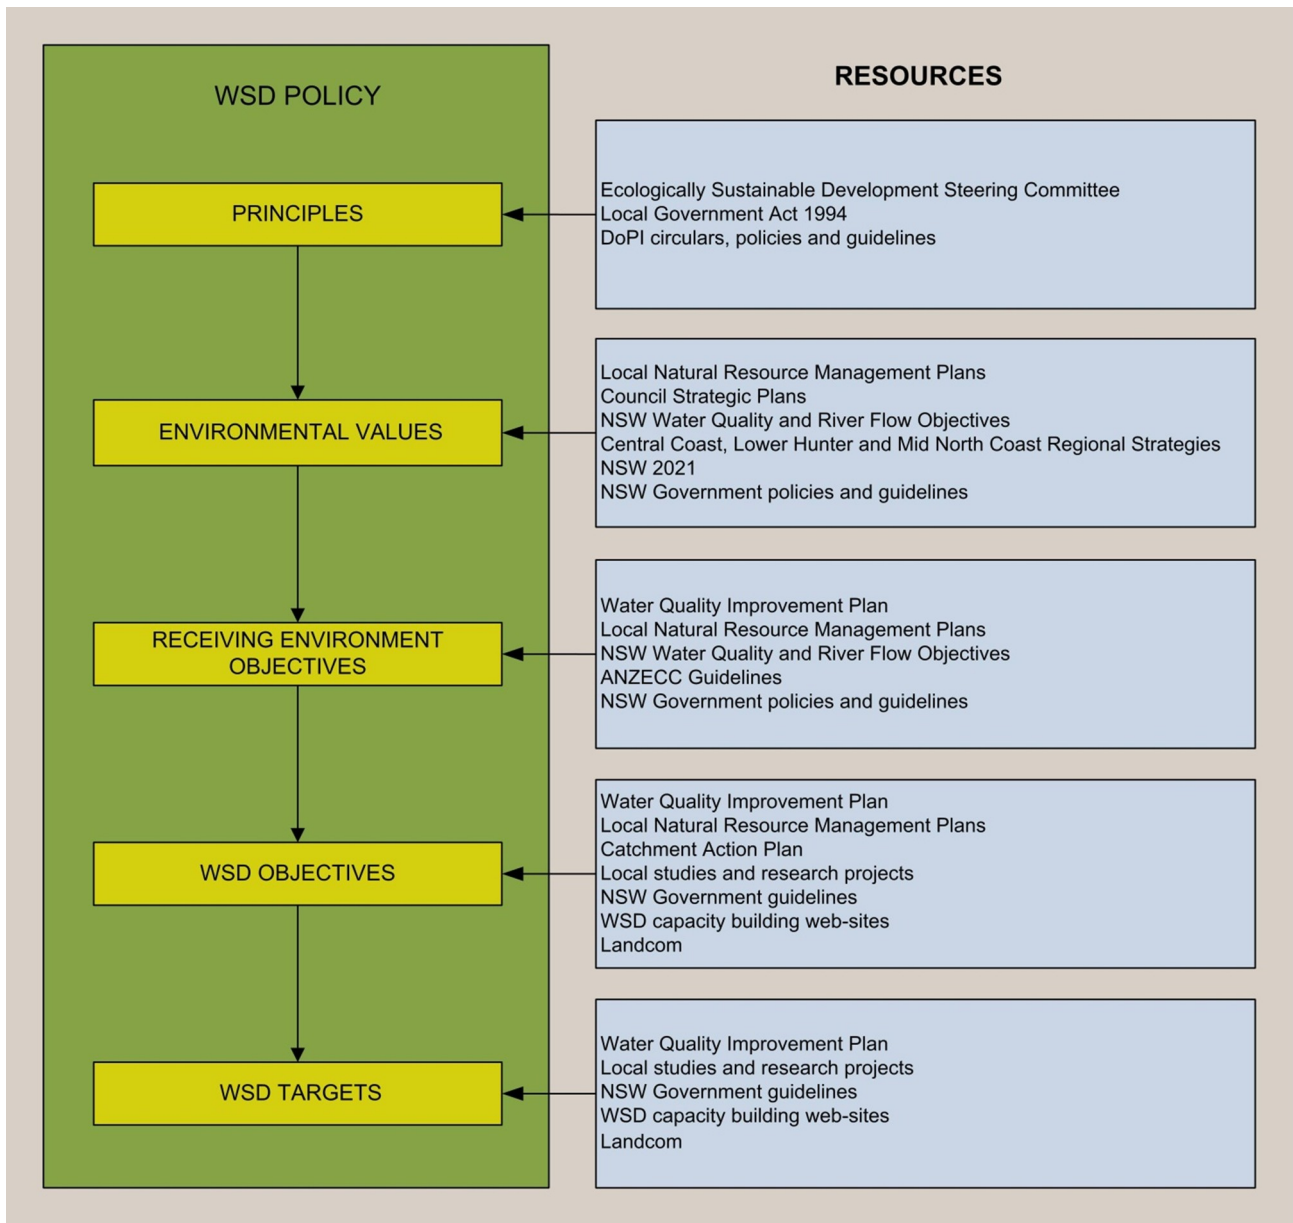 WSD POLICY
RESOURCES
PRINCIPLES
Ecologically Sustainable Development Steering Committee
Local Government Act 1994
DoPI circulars, policies and guidelines
ENVIRONMENTAL VALUES
Local Natural Resource Management Plans
Council Strategic Plans
NSW Water Quality and River Flow Objectives
Central Coast, Lower Hunter and Mid North Coast Regional Strategies
NSW 2021
NSW Government policies and guidelines
RECEIVING ENVIRONMENT
OBJECTIVES
Water Quality Improvement Plan
Local Natural Resource Management Plans
NSW Water Quality and River Flow Objectives
ANZECC Guidelines
NSW Government policies and guidelines
WSD OBJECTIVES
Water Quality Improvement Plan
Local Natural Resource Management Plans
Catchment Action Plan
Local studies and research projects
NSW Government guidelines
WSD capacity building web-sites
Landcom
WSD TARGETS
Water Quality Improvement Plan
Local studies and research projects
NSW Government guidelines
WSD capacity building web-sites
Landcom